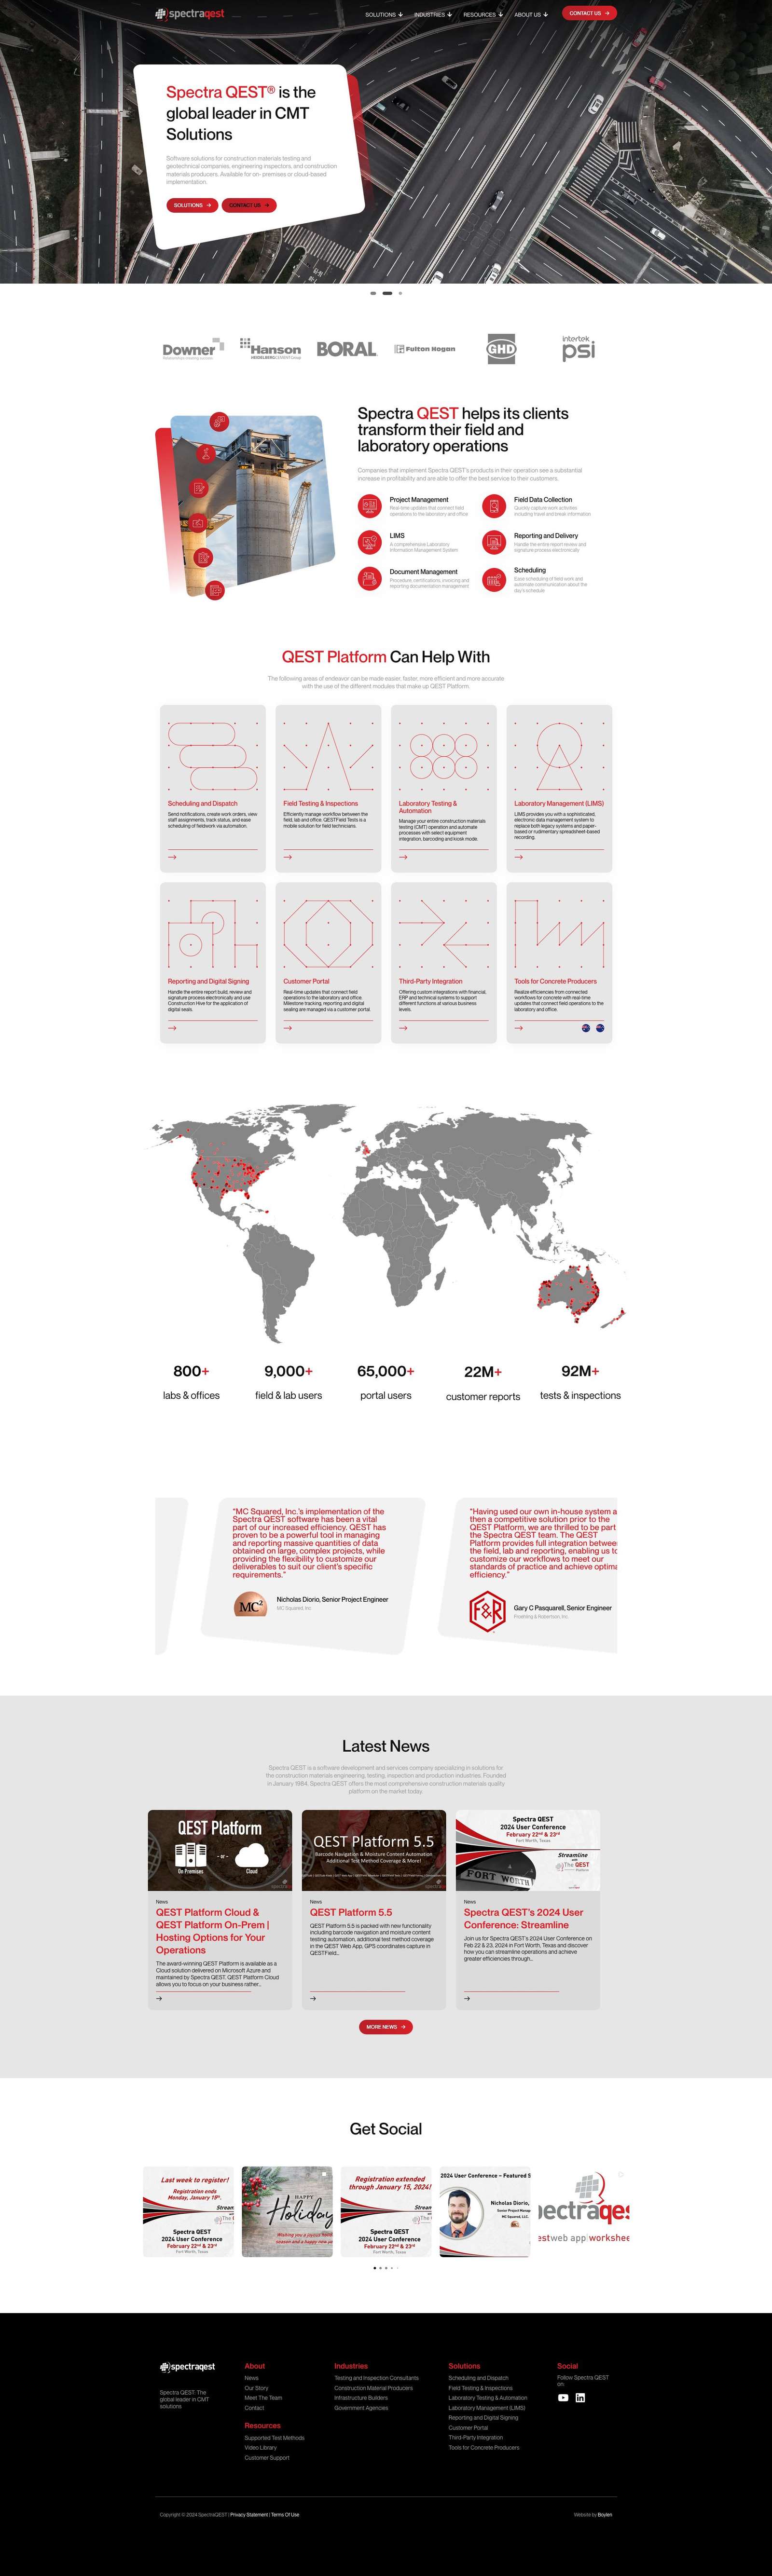 spectraqest
SOLUTIONS
INDUSTRIES
RESOURCES
ABOUT US
CONTACT US
Spectra QEST® is the
global leader in CMT
Solutions
Software solutions for construction materials testing and
geotechnical companies, engineering inspectors, and construction
materials producers. Available for on- premises or cloud-based
implementation.
SOLUTIONS
CONTACT US
Downer
Hanson
HEIDELBERGCEMENT Group
BORAL
Fulton Hogan
GHD
intertek
psi
Spectra QEST helps its clients
transform their field and
laboratory operations
Companies that implement Spectra QEST's products in their operation see a substantial
increase in profitability and are able to offer the best service to their customers.
Project Management
Real-time updates that connect field
operations to the laboratory and office
Field Data Collection
Quickly capture work activities
including travel and break information
LIMS
A comprehensive Laboratory
Information Management System
Reporting and Delivery
Handle the entire report review and
signature process electronically
Document Management
Procedure, certifications, invoicing and
reporting documentation management
Scheduling
Ease scheduling of field work and
automate communication about the
day's schedule
QEST Platform Can Help With
The following areas of endeavor can be made easier, faster, more efficient and more accurate
with the use of the different modules that make up QEST Platform.
Scheduling and Dispatch
Send notifications, create work orders, view
staff assignments, track status, and ease
scheduling of fieldwork via automation.
Field Testing & Inspections
Efficiently manage workflow between the
field, lab and office. QESTField Tests is a
mobile solution for field technicians.
Laboratory Testing &
Automation
Manage your entire construction materials
testing (CMT) operation and automate
processes with select equipment
integration, barcoding and kiosk mode.
Laboratory Management (LIMS)
LIMS provides you with a sophisticated,
electronic data management system to
replace both legacy systems and paper-
based or rudimentary spreadsheet-based
recording.
Reporting and Digital Signing
Handle the entire report build, review and
signature process electronically and use
Construction Hive for the application of
digital seals.
Customer Portal
Real-time updates that connect field
operations to the laboratory and office.
Milestone tracking, reporting and digital
sealing are managed via a customer portal.
Third-Party Integration
Offering custom integrations with financial,
ERP and technical systems to support
different functions at various business
levels.
Tools for Concrete Producers
Realize efficiencies from connected
workflows for concrete with real-time
updates that connect field operations to the
laboratory and office.
800+
labs & offices
9,000+
field & lab users
65,000+
portal users
22M+
customer reports
92M+
tests & inspections
"MC Squared, Inc.'s implementation of the
Spectra QEST software has been a vital
part of our increased efficiency. QEST has
proven to be a powerful tool in managing
and reporting massive quantities of data
obtained on large, complex projects, while
providing the flexibility to customize our
deliverables to suit our client's specific
requirements."
MC²
Nicholas Diorio, Senior Project Engineer
MC Squared, Inc.
"Having used our own in-house system a
then a competitive solution prior to the
QEST Platform, we are thrilled to be part
the Spectra QEST team. The QEST
Platform provides full integration betwee
the field, lab and reporting, enabling us to
customize our workflows to meet our
standards of practice and achieve optima
efficiency."
F&R
Gary C Pasquarell, Senior Engineer
Froehling & Robertson, Inc.
Latest News
Spectra QEST is a software development and services company specializing in solutions for
the construction materials engineering, testing, inspection and production industries. Founded
in January 1984, Spectra QEST offers the most comprehensive construction materials quality
platform on the market today.
QEST Platform
- or -
On Premises
Cloud
News
QEST Platform Cloud &
QEST Platform On-Prem |
Hosting Options for Your
Operations
The award-winning QEST Platform is available as a
Cloud solution delivered on Microsoft Azure and
maintained by Spectra QEST. QEST Platform Cloud
allows you to focus on your business rather...
QEST Platform 5.5
Barcode Navigation & Moisture Content Automation
Additional Test Method Coverage & More!
News
QEST Platform 5.5
QEST Platform 5.5 is packed with new functionality
including barcode navigation and moisture content
testing automation, additional test method coverage
in the QEST Web App, GPS coordinates capture in
QESTField...
Spectra QEST
2024 User Conference
February 22nd & 23rd
Fort Worth, Texas
Streamline
with
The QEST
Platform
FORT WORTH
News
Spectra QEST's 2024 User
Conference: Streamline
Join us for Spectra QEST's 2024 User Conference on
Feb 22 & 23, 2024 in Fort Worth, Texas and discover
how you can streamline operations and achieve
greater efficiencies through...
MORE NEWS
Get Social
Last week to register!
Registration ends
Monday, January 15th.
Stream
Spectra QEST
2024 User Conference
February 22nd & 23rd
Fort Worth, Texas
HAPPY
Holiday
Wishing you a joyous
season and a happy new
Registration extended
through January 15, 2024!
Stream
Spectra QEST
2024 User Conference
February 22nd & 23rd
Fort Worth, Texas
2024 User Conference – Featured S
Nicholas Diorio,
Senior Project Manag
MC Squared, LLC.
pectraqes
estweb app|workshee
spectraqest
Spectra QEST: The
global leader in CMT
solutions
About
News
Our Story
Meet The Team
Contact
Resources
Supported Test Methods
Video Library
Customer Support
Industries
Testing and Inspection Consultants
Construction Material Producers
Infrastructure Builders
Government Agencies
Solutions
Scheduling and Dispatch
Field Testing & Inspections
Laboratory Testing & Automation
Laboratory Management (LIMS)
Reporting and Digital Signing
Customer Portal
Third-Party Integration
Tools for Concrete Producers
Social
Follow Spectra QEST
on
Copyright © 2024 SpectraQEST | Privacy Statement | Terms Of Use
Website by Boylen